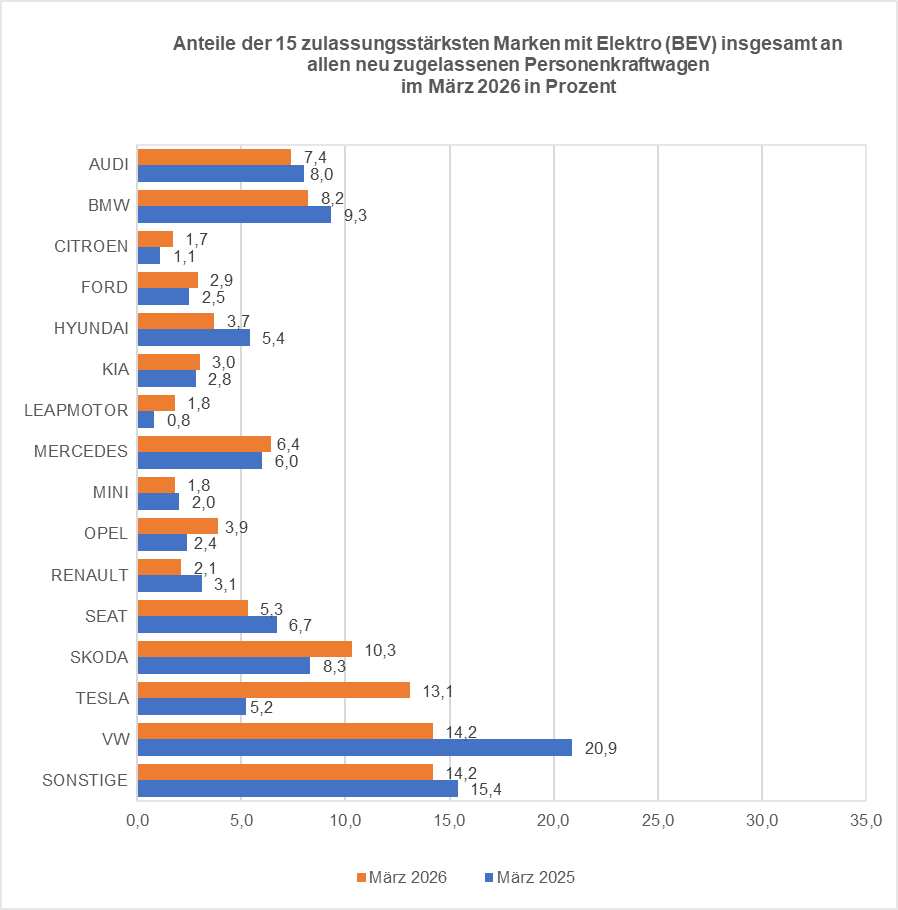 Anteile der 15 zulassungsstärksten Marken mit Elektro (BEV) insgesamt an
allen neu zugelassenen Personenkraftwagen
im März 2026 in Prozent
AUDI
7,4
8,0
BMW
8,2
9,3
CITROEN
1,7
1,1
FORD
2,9
2,5
HYUNDAI
3,7
5,4
KIA
3,0
2,8
LEAPMOTOR
1,8
0,8
MERCEDES
6,4
6,0
MINI
1,8
2,0
OPEL
3,9
2,4
RENAULT
2,1
3,1
SEAT
5,3
6,7
SKODA
10,3
8,3
TESLA
13,1
5,2
VW
14,2
20,9
SONSTIGE
14,2
15,4
0,0 5,0 10,0 15,0 20,0 25,0 30,0 35,0
März 2026 März 2025